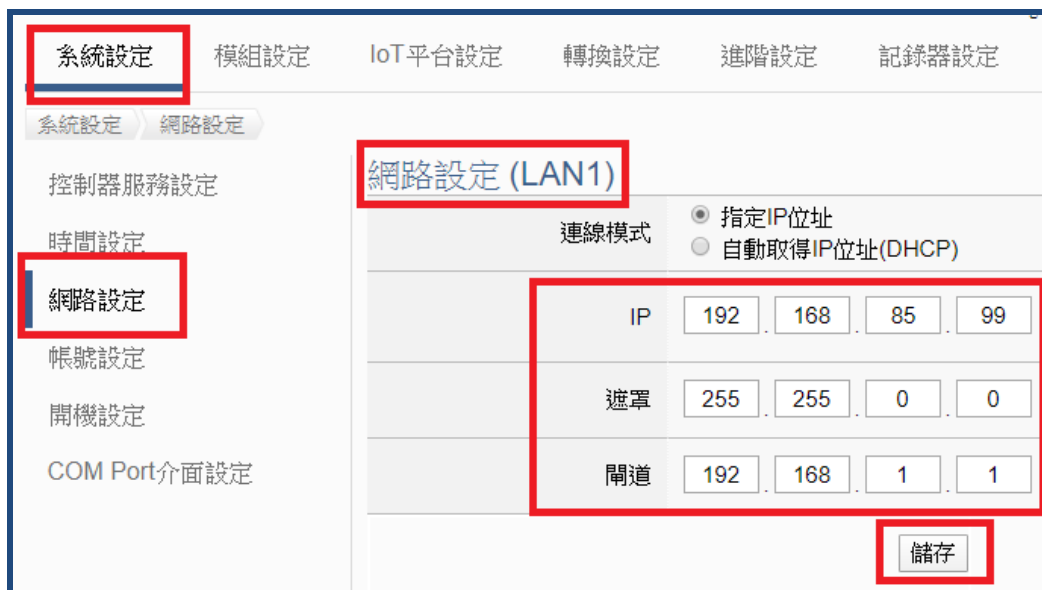 系統設定 模組設定 IoT平台設定 轉換設定 進階設定 記錄器設定
系統設定 網路設定
控制器服務設定
時間設定
網路設定
帳號設定
開機設定
COM Port介面設定
網路設定 (LAN1)
連線模式 指定IP位址
自動取得IP位址(DHCP)
IP 192 . 168 . 85 . 99
遮罩 255 . 255 . 0 . 0
閘道 192 . 168 . 1 . 1
儲存